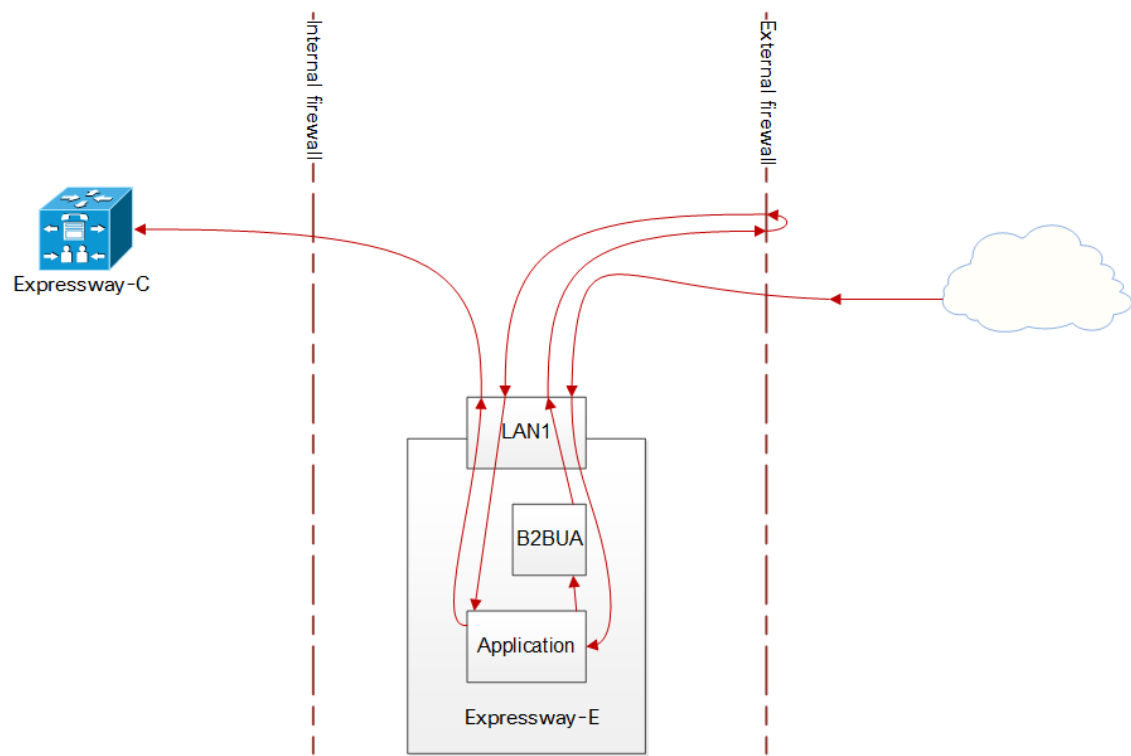 Internal firewall
External firewall
Expressway-C
LAN1
B2BUA
Application
Expressway-E